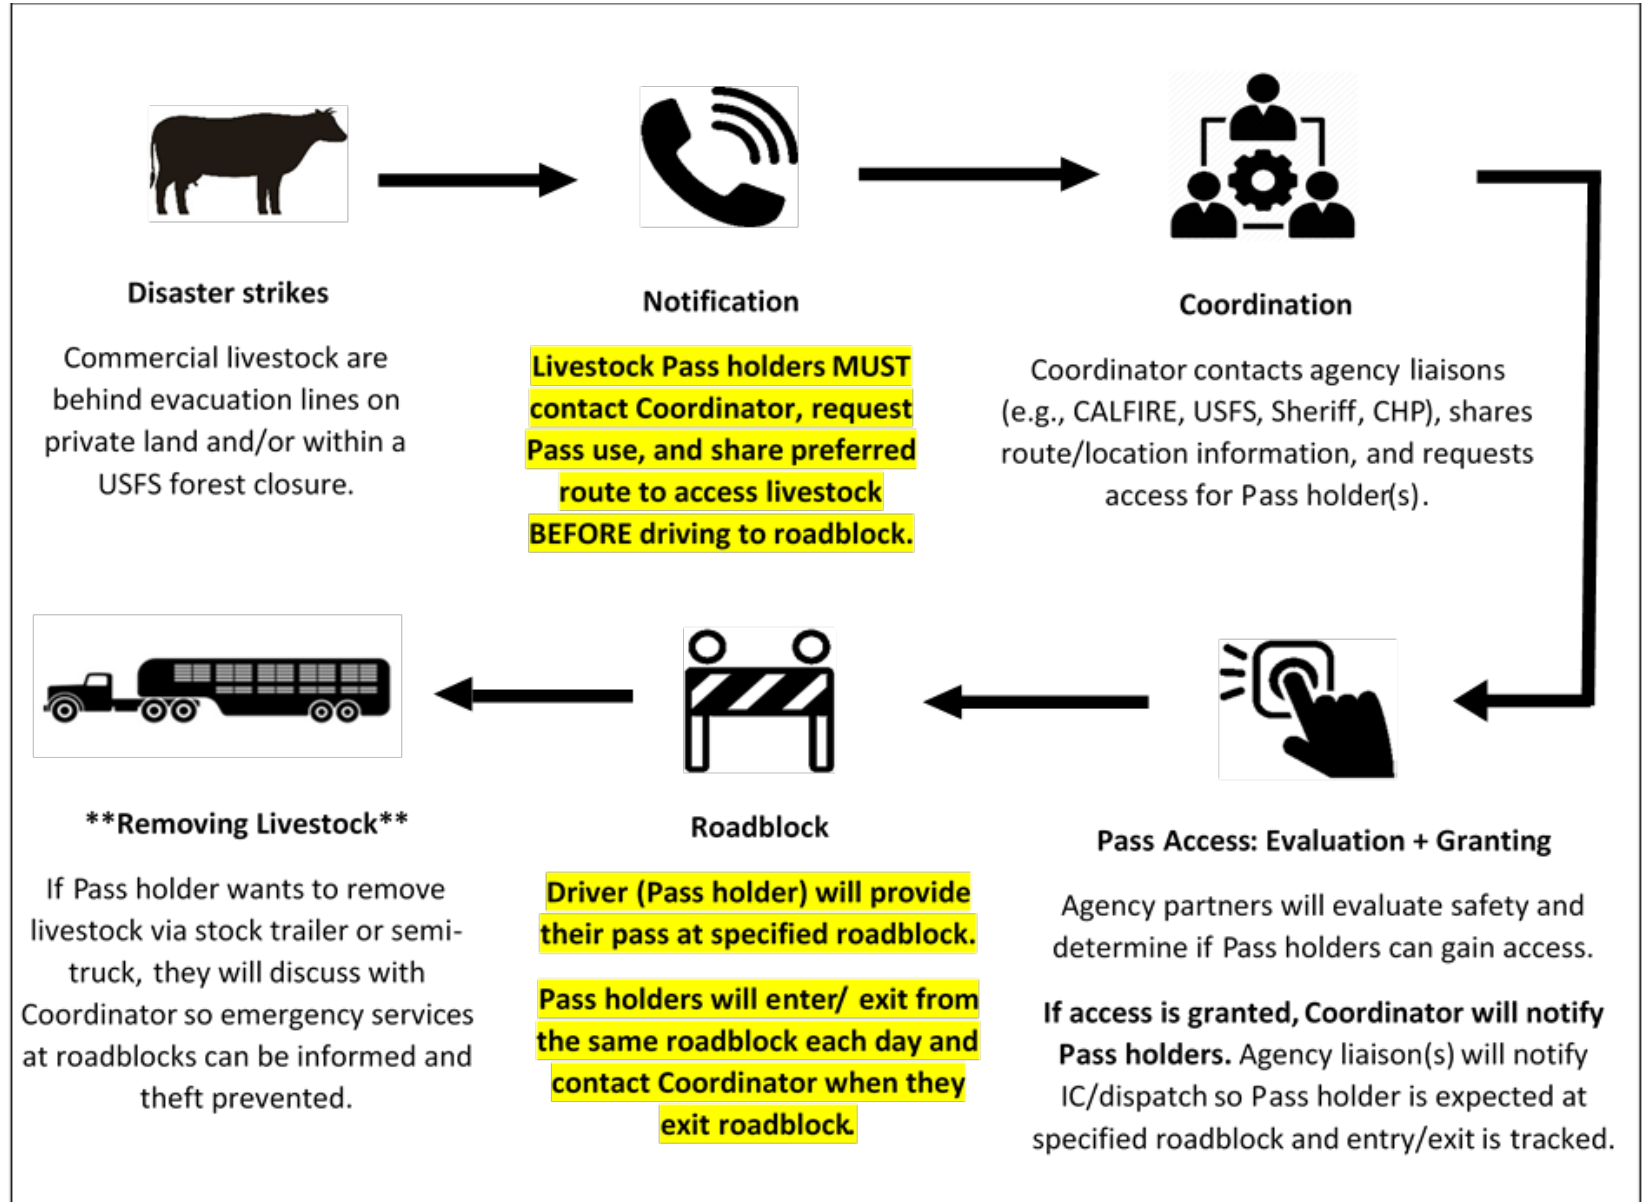 Disaster strikes
Commercial livestock are
behind evacuation lines on
private land and/or within a
USFS forest closure.
Notification
Livestock Pass holders MUST
contact Coordinator, request
Pass use, and share preferred
route to access livestock
BEFORE driving to roadblock.
Coordination
Coordinator contacts agency liaisons
(e.g., CALFIRE, USFS, Sheriff, CHP), shares
route/location information, and requests
access for Pass holder(s).
**Removing Livestock**
If Pass holder wants to remove
livestock via stock trailer or semi-
truck, they will discuss with
Coordinator so emergency services
at roadblocks can be informed and
theft prevented.
Roadblock
Driver (Pass holder) will provide
their pass at specified roadblock.
Pass holders will enter/ exit from
the same roadblock each day and
contact Coordinator when they
exit roadblock.
Pass Access: Evaluation + Granting
Agency partners will evaluate safety and
determine if Pass holders can gain access.
If access is granted, Coordinator will notify
Pass holders. Agency liaison(s) will notify
IC/dispatch so Pass holder is expected at
specified roadblock and entry/exit is tracked.